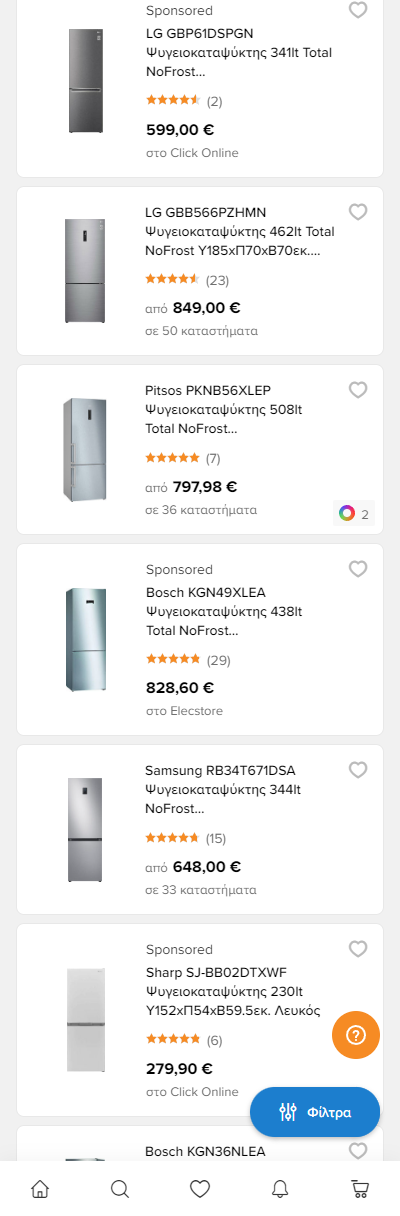 Sponsored
LG GBP61DSPGN
Ψυγειοκαταψύκτης 341lt Total
NoFrost...
(2)
599,00 €
στο Click Online
LG GBB566PZHMN
Ψυγειοκαταψύκτης 462lt Total
NoFrost Υ185xΠ70xΒ70εκ....
(23)
από 849,00 €
σε 50 καταστήματα
Pitsos PKNB56XLEP
Ψυγειοκαταψύκτης 508lt
Total NoFrost...
(7)
από 797,98 €
σε 36 καταστήματα
2
Sponsored
Bosch KGN49XLEA
Ψυγειοκαταψύκτης 438lt
Total NoFrost...
(29)
828,60 €
στο Elecstore
Samsung RB34T671DSA
Ψυγειοκαταψύκτης 344lt
NoFrost...
(15)
από 648,00 €
σε 33 καταστήματα
Sponsored
Sharp SJ-BB02DTXWF
Ψυγειοκαταψύκτης 230lt
Υ152xΠ54xΒ59.5εκ. Λευκός
(6)
279,90 €
στο Click Online
Φίλτρα
Bosch KGN36NLEA